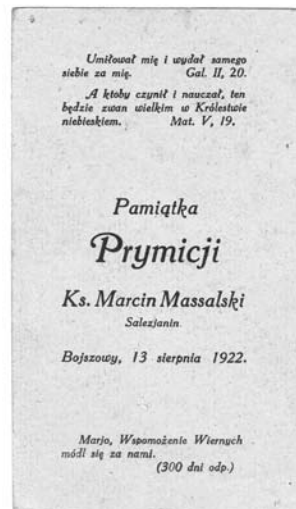 Umiłował mię i wydał samego
siebie za mię. Gal. II, 20.
A ktoby czynił i nauczał, ten
będzie zwan wielkim w Królestwie
niebieskiem. Mat. V, 19.
Pamiątka
Prymicji
Ks. Marcin Massalski
Salezjanin
Bojszowy, 13 sierpnia 1922.
Marjo, Wspomożenie Wiernych
módl się za nami.
(300 dni odp.)